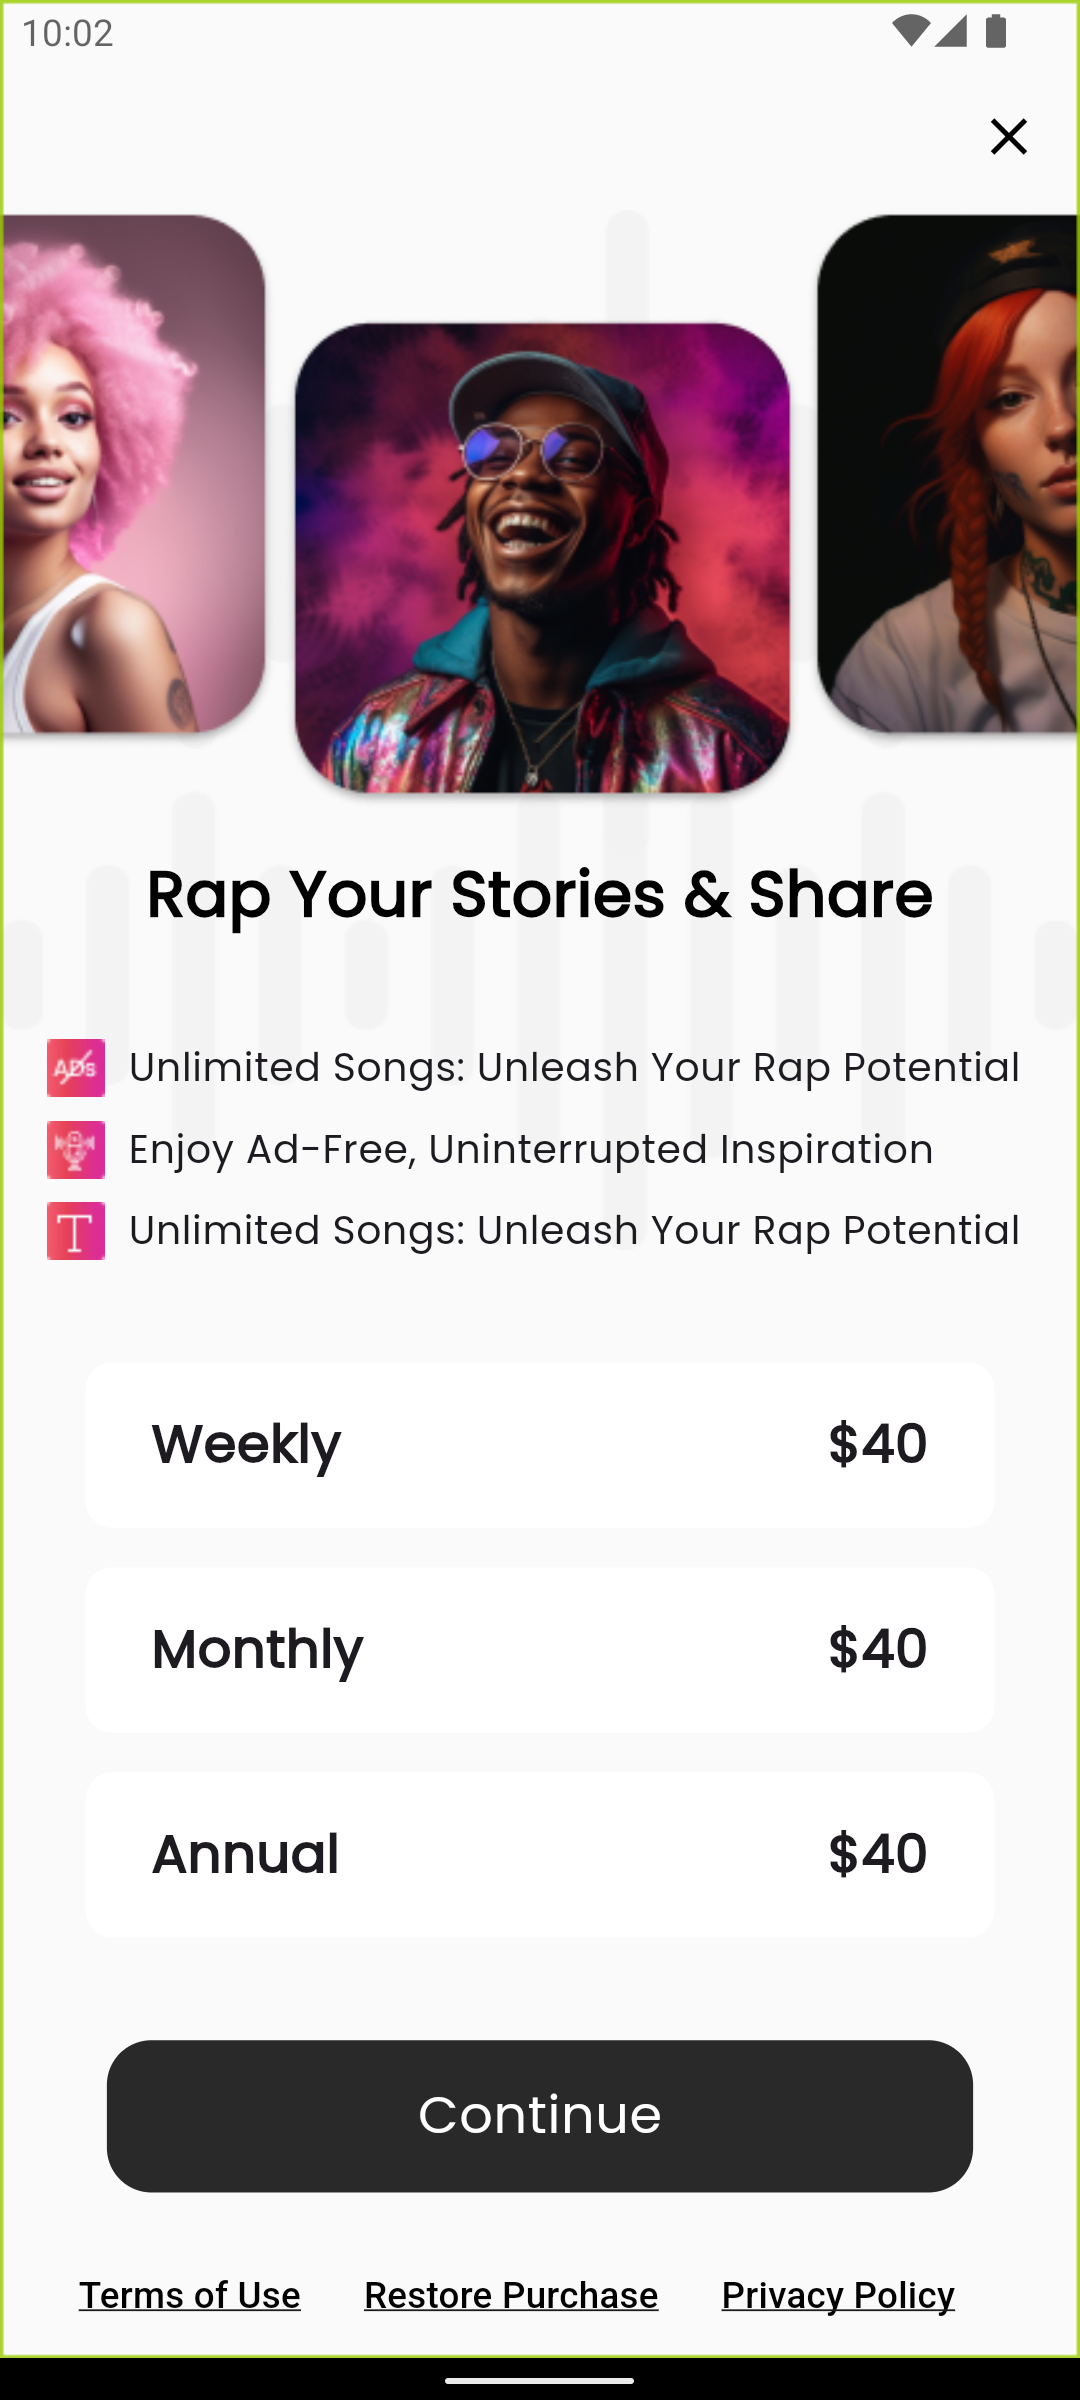 10:02
Rap Your Stories & Share
ADs
Unlimited Songs: Unleash Your Rap Potential
Enjoy Ad-Free, Uninterrupted Inspiration
T
Unlimited Songs: Unleash Your Rap Potential
Weekly $40
Monthly $40
Annual $40
Continue
Terms of Use Restore Purchase Privacy Policy